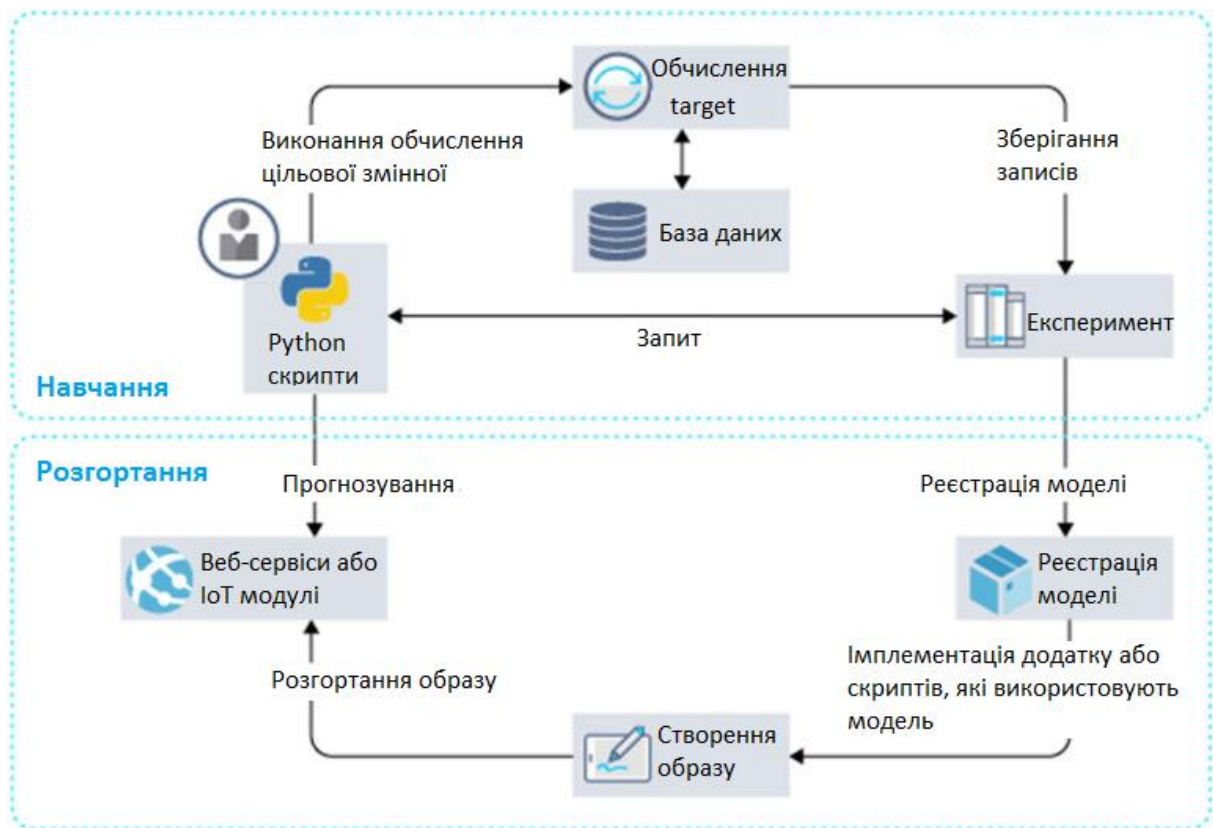 Обчислення
target
Виконання обчислення
цільової змінної
Зберігання
записів
База даних
Python
скрипти
Запит
Експеримент
Навчання
Розгортання
Прогнозування
Реєстрація моделі
Веб-сервіси або
IoT модулі
Реєстрація
моделі
Розгортання образу
Імплементація додатку або
скриптів, які використовують
модель
Створення
образу